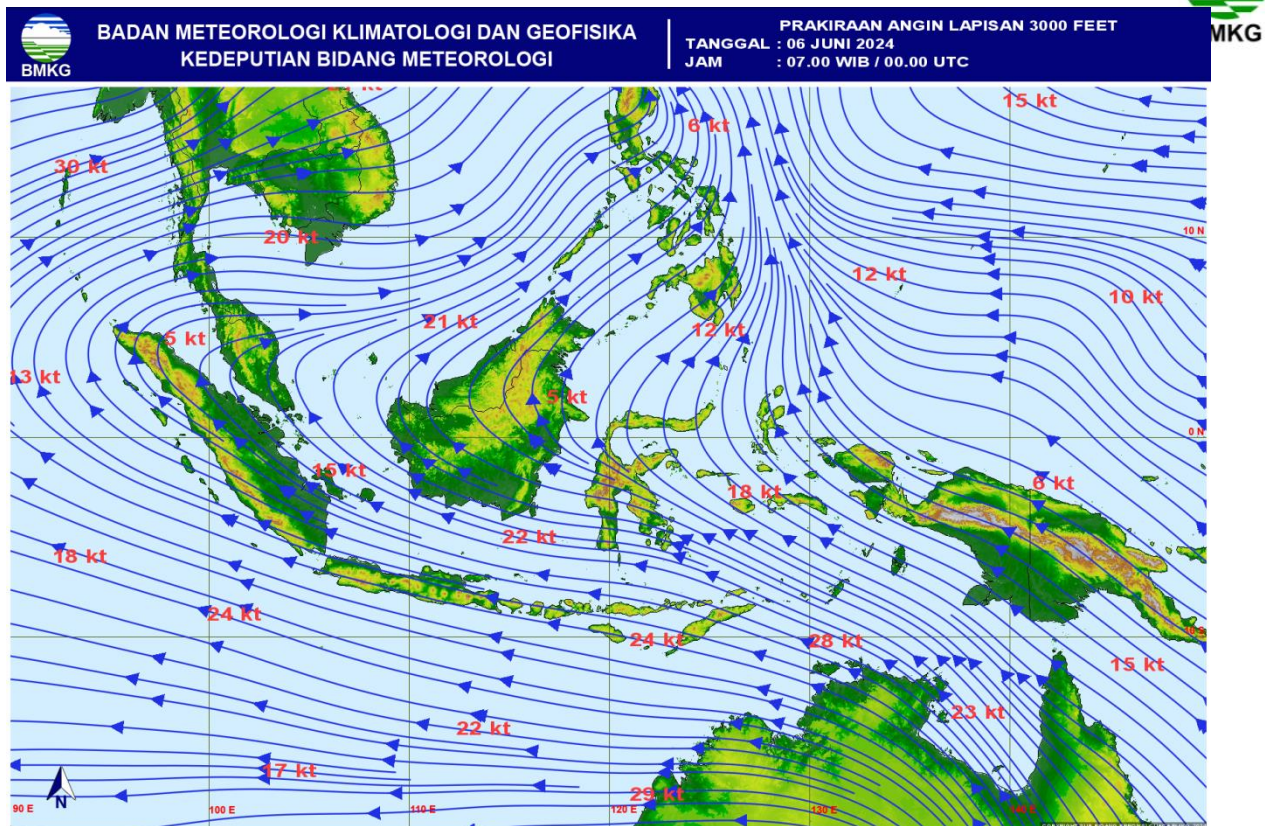 BMKG
BADAN METEOROLOGI KLIMATOLOGI DAN GEOFISIKA
KEDEPUTIAN BIDANG METEOROLOGI
BMKG
PRAKIRAAN ANGIN LAPISAN 3000 FEET
TANGGAL : 06 JUNI 2024
JAM : 07.00 WIB / 00.00 UTC
15 kt
6 kt
30 kt
20 kt
10 N
12 kt
10 kt
21 kt
12 kt
5 kt
13 kt
5 kt
0 N
15 kt
18 kt
6 kt
22 kt
18 kt
24 kt
24 kt
28 kt
15 kt
23 kt
22 kt
17 kt
29 kt
N
90 E
100 E
110 E
120 E
130 E